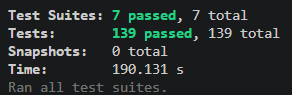 Test Suites: 7 passed, 7 total
Tests:       139 passed, 139 total
Snapshots:   0 total
Time:        190.131 s
Ran all test suites.